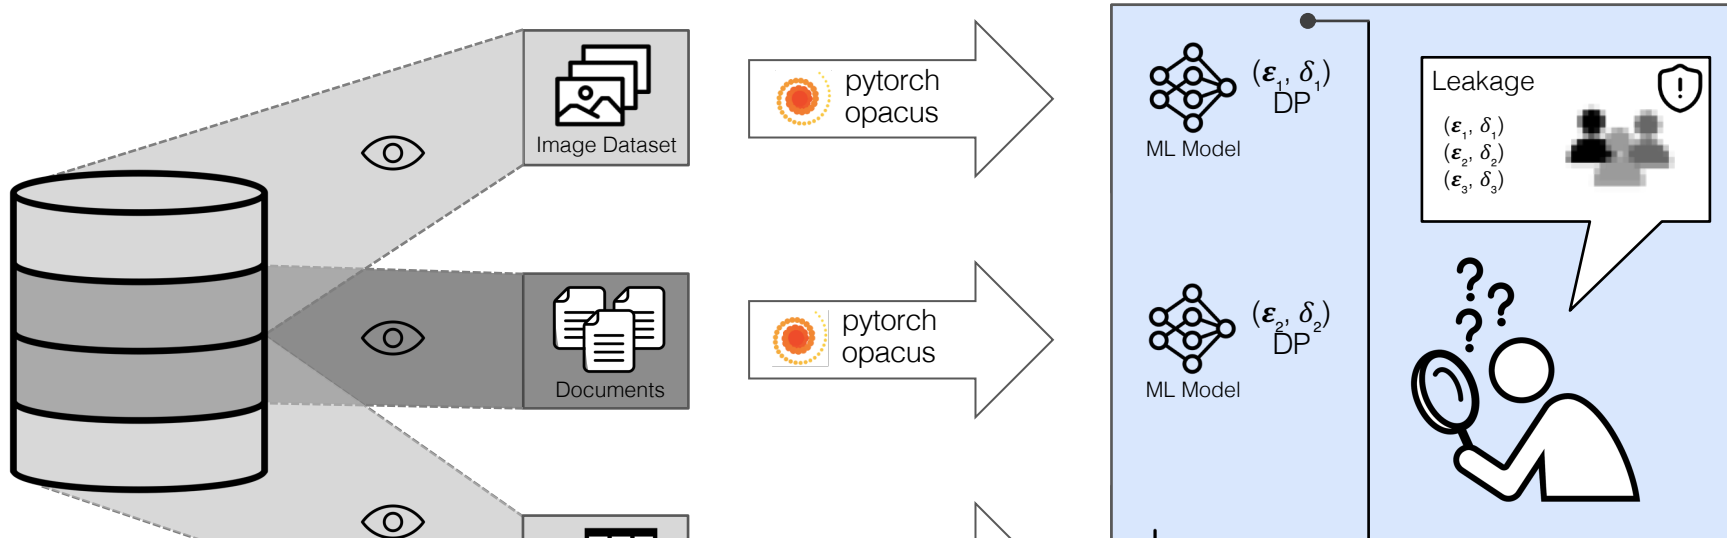 Image Dataset
pytorch
opacus
(ε₁, δ₁)
DP
ML Model
Leakage
(ε₁, δ₁)
(ε₂, δ₂)
(ε₃, δ₃)
Documents
pytorch
opacus
(ε₂, δ₂)
DP
ML Model